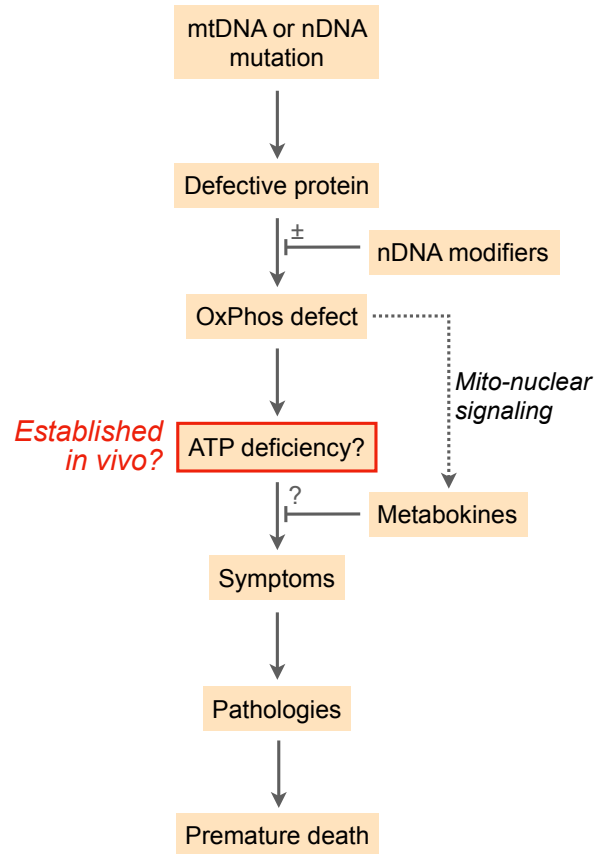 mtDNA or nDNA
mutation
Defective protein
±
nDNA modifiers
OxPhos defect
Mito-nuclear
signaling
Established
in vivo?
ATP deficiency?
?
Metabokines
Symptoms
Pathologies
Premature death